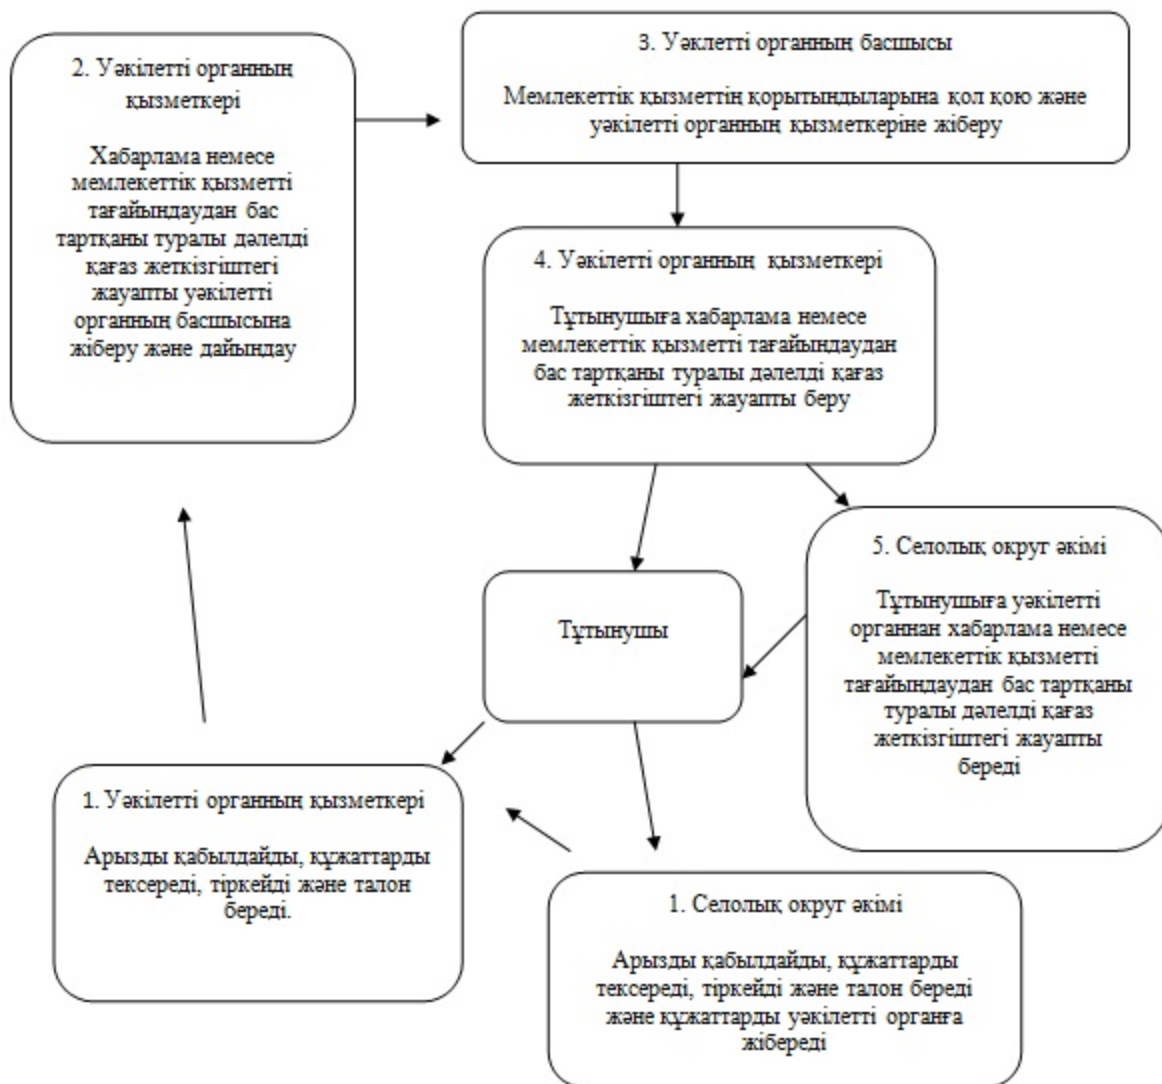 2. Уәкілетті органның
қызметкері
Хабарлама немесе
мемлекеттік қызметті
тағайындаудан бас
тартқаны туралы дәлелді
қағаз жеткізгіштегі
жауапты уәкілетті
органның басшысына
жіберу және дайындау
3. Уәклетті органның басшысы
Мемлекеттік қызметтің қорытындыларына қол қою және
уәкілетті органның қызметкеріне жіберу
4. Уәкілетті органның қызметкері
Тұтынушыға хабарлама немесе
мемлекеттік қызметті тағайындаудан
бас тартқаны туралы дәлелді қағаз
жеткізгіштегі жауапты беру
5. Селолық округ әкімі
Тұтынушыға уәкілетті
органнан хабарлама немесе
мемлекеттік қызметті
тағайындаудан бас тартқаны
туралы дәлелді қағаз
жеткізгіштегі жауапты
береді
Тұтынушы
1. Уәкілетті органның қызметкері
Арызды қабылдайды, құжаттарды
тексереді, тіркейді және талон
береді.
1. Селолық округ әкімі
Арызды қабылдайды, құжаттарды
тексереді, тіркейді және талон береді
және құжаттарды уәкілетті органға
жібереді